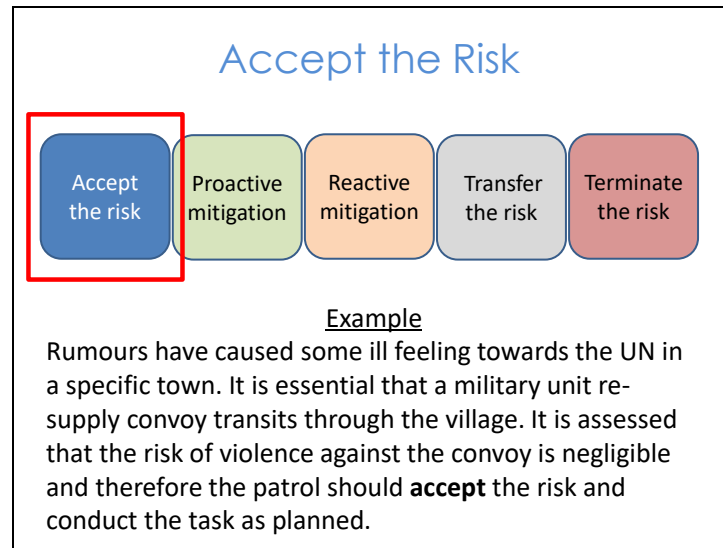 Accept the Risk
Accept
the risk
Proactive
mitigation
Reactive
mitigation
Transfer
the risk
Terminate
the risk
Example
Rumours have caused some ill feeling towards the UN in
a specific town. It is essential that a military unit re-
supply convoy transits through the village. It is assessed
that the risk of violence against the convoy is negligible
and therefore the patrol should accept the risk and
conduct the task as planned.